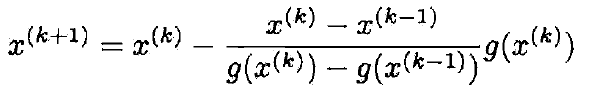 x^{(k+1)} = x^{(k)} - \frac{x^{(k)} - x^{(k-1)}}{g(x^{(k)}) - g(x^{(k-1)})} g(x^{(k)})